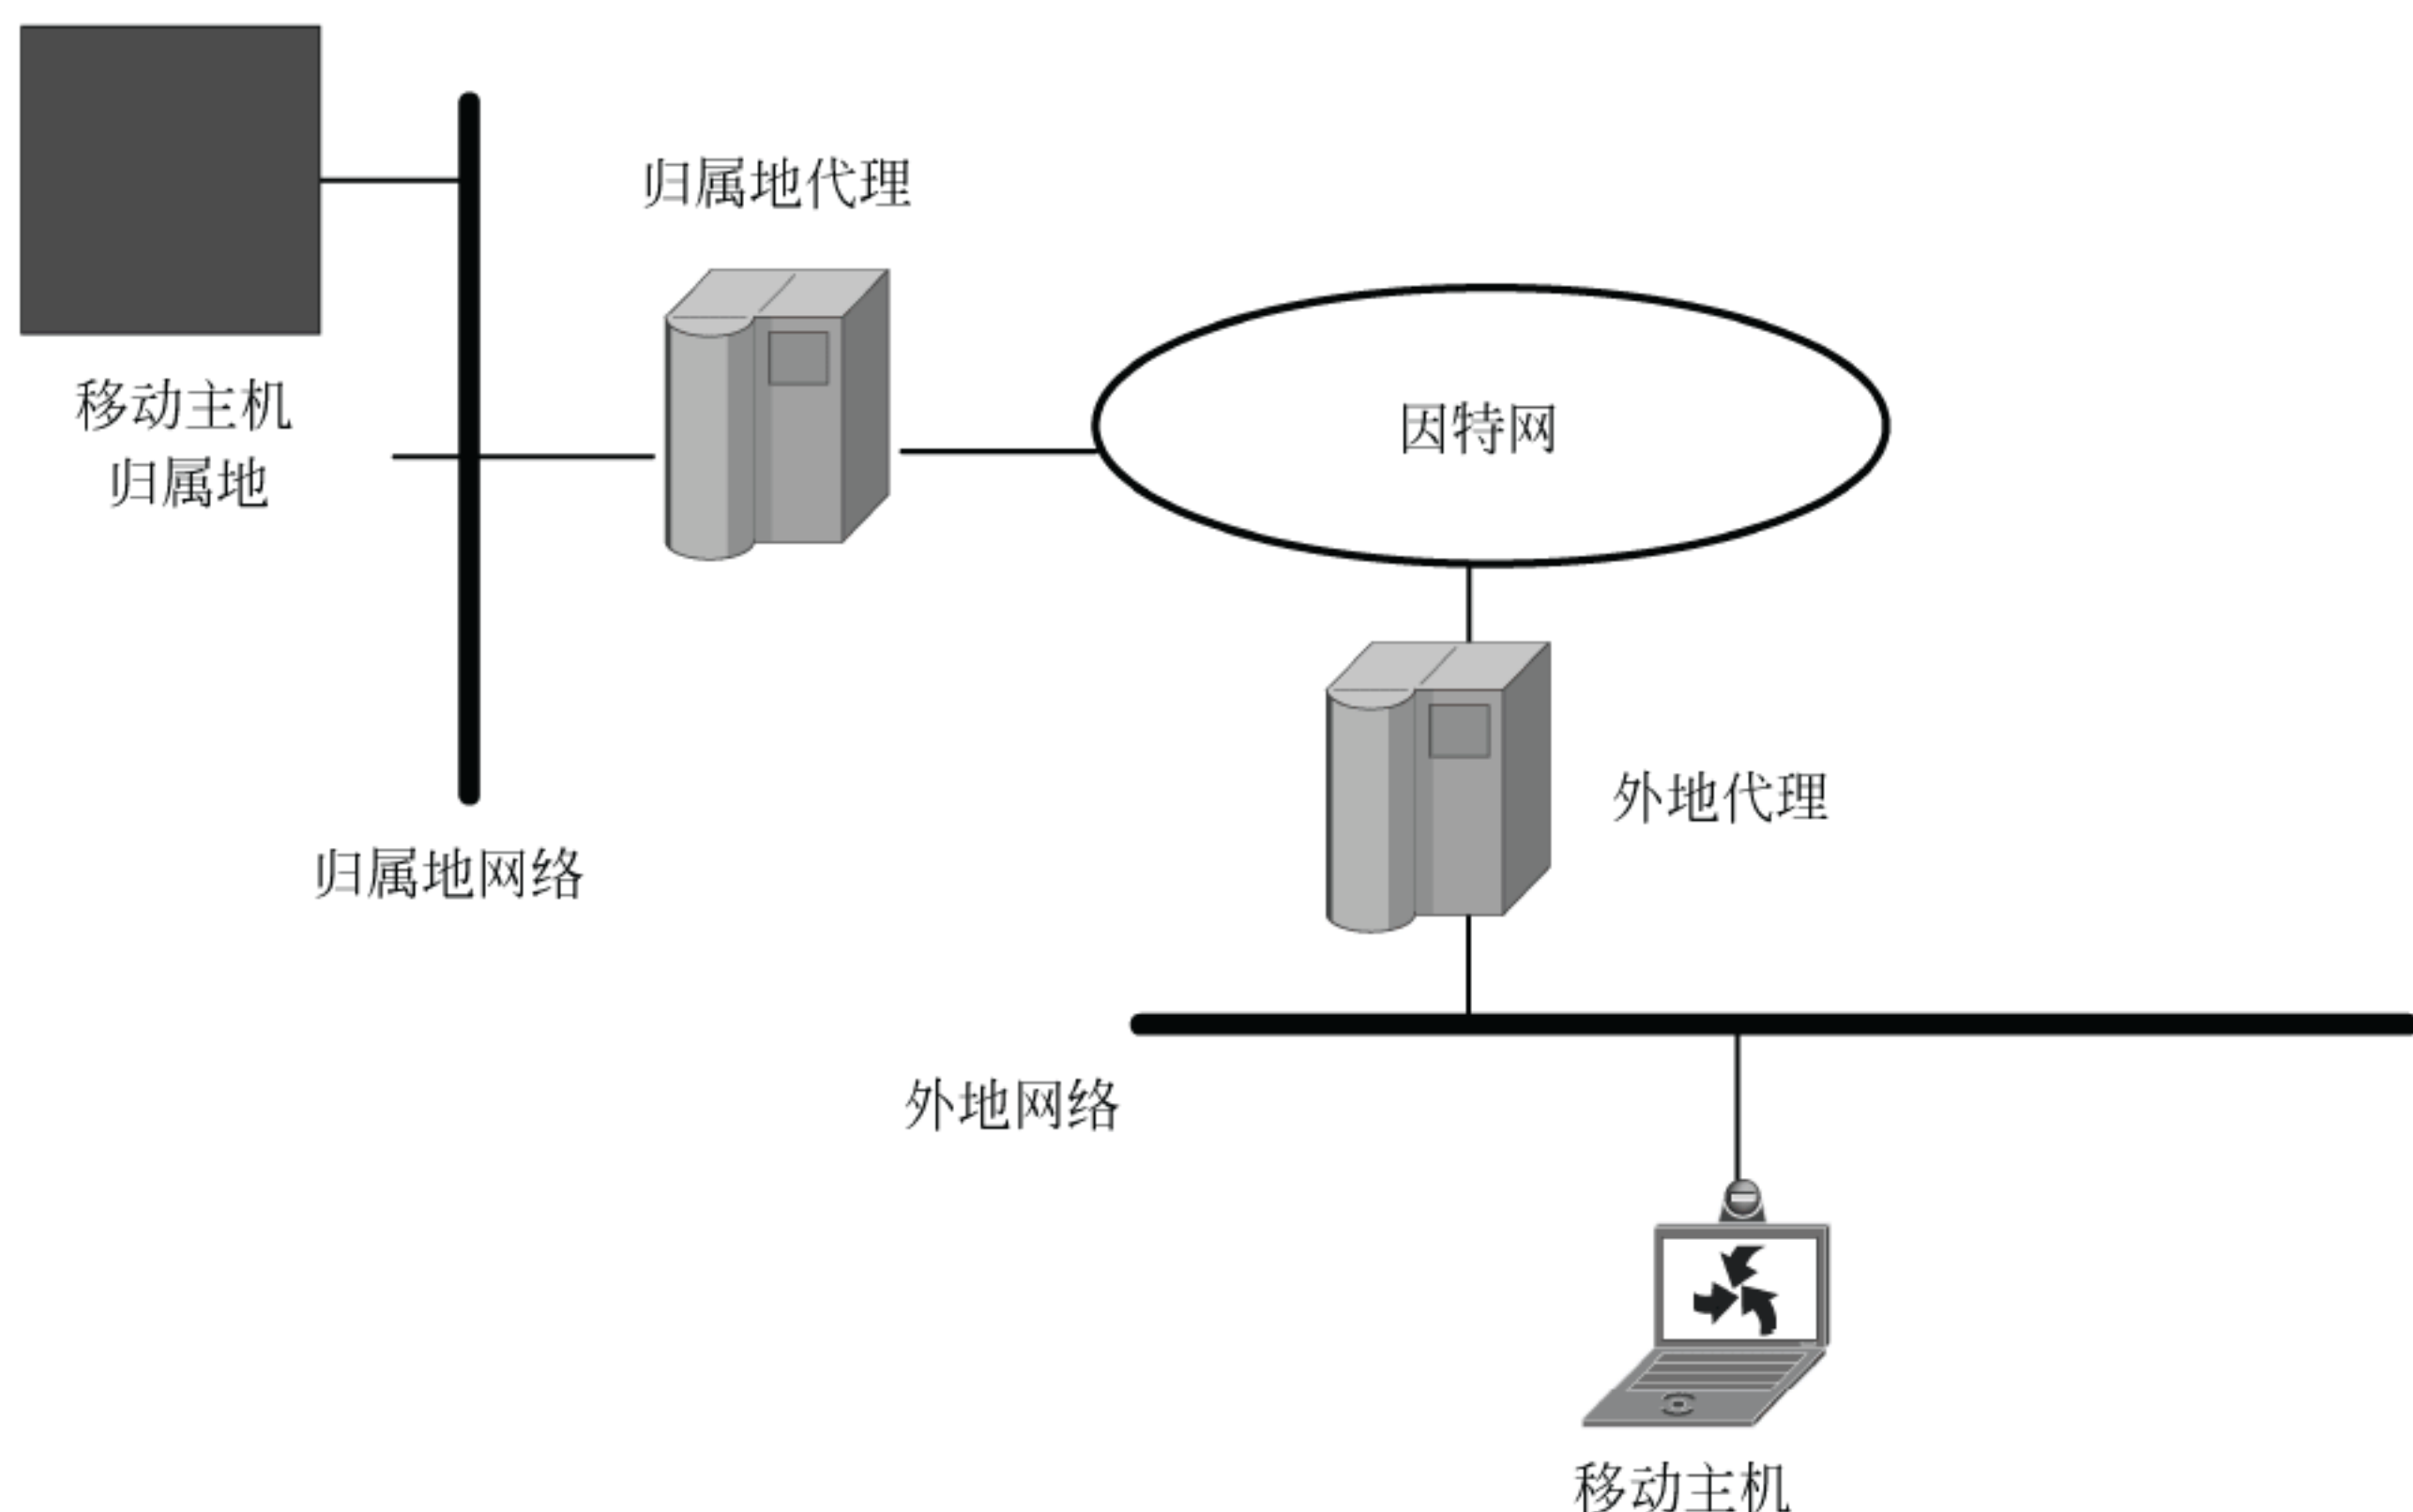 归属地代理
移动主机
归属地
因特网
外地代理
归属地网络
外地网络
移动主机